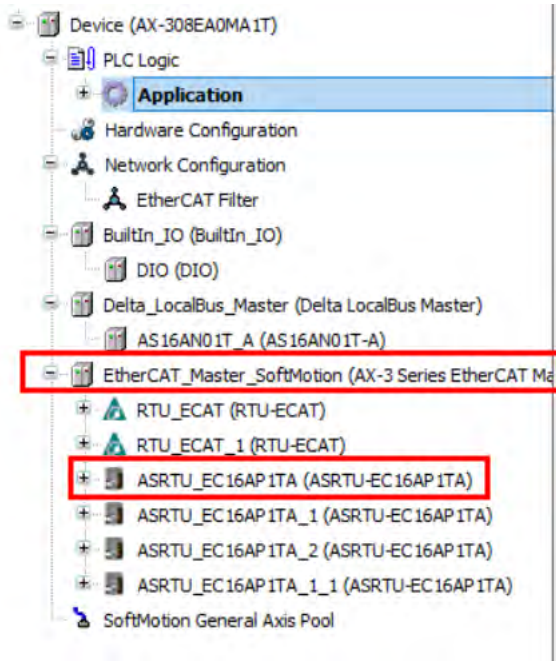 Device (AX-308EA0MA1T)
PLC Logic
Application
Hardware Configuration
Network Configuration
EtherCAT Filter
BuiltIn_IO (BuiltIn_IO)
DIO (DIO)
Delta_LocalBus_Master (Delta LocalBus Master)
AS16AN01T_A (AS16AN01T-A)
EtherCAT_Master_SoftMotion (AX-3 Series EtherCAT Ma
RTU_ECAT (RTU-ECAT)
RTU_ECAT_1 (RTU-ECAT)
ASRTU_EC16AP1TA (ASRTU-EC16AP1TA)
ASRTU_EC16AP1TA_1 (ASRTU-EC16AP1TA)
ASRTU_EC16AP1TA_2 (ASRTU-EC16AP1TA)
ASRTU_EC16AP1TA_1_1 (ASRTU-EC16AP1TA)
SoftMotion General Axis Pool